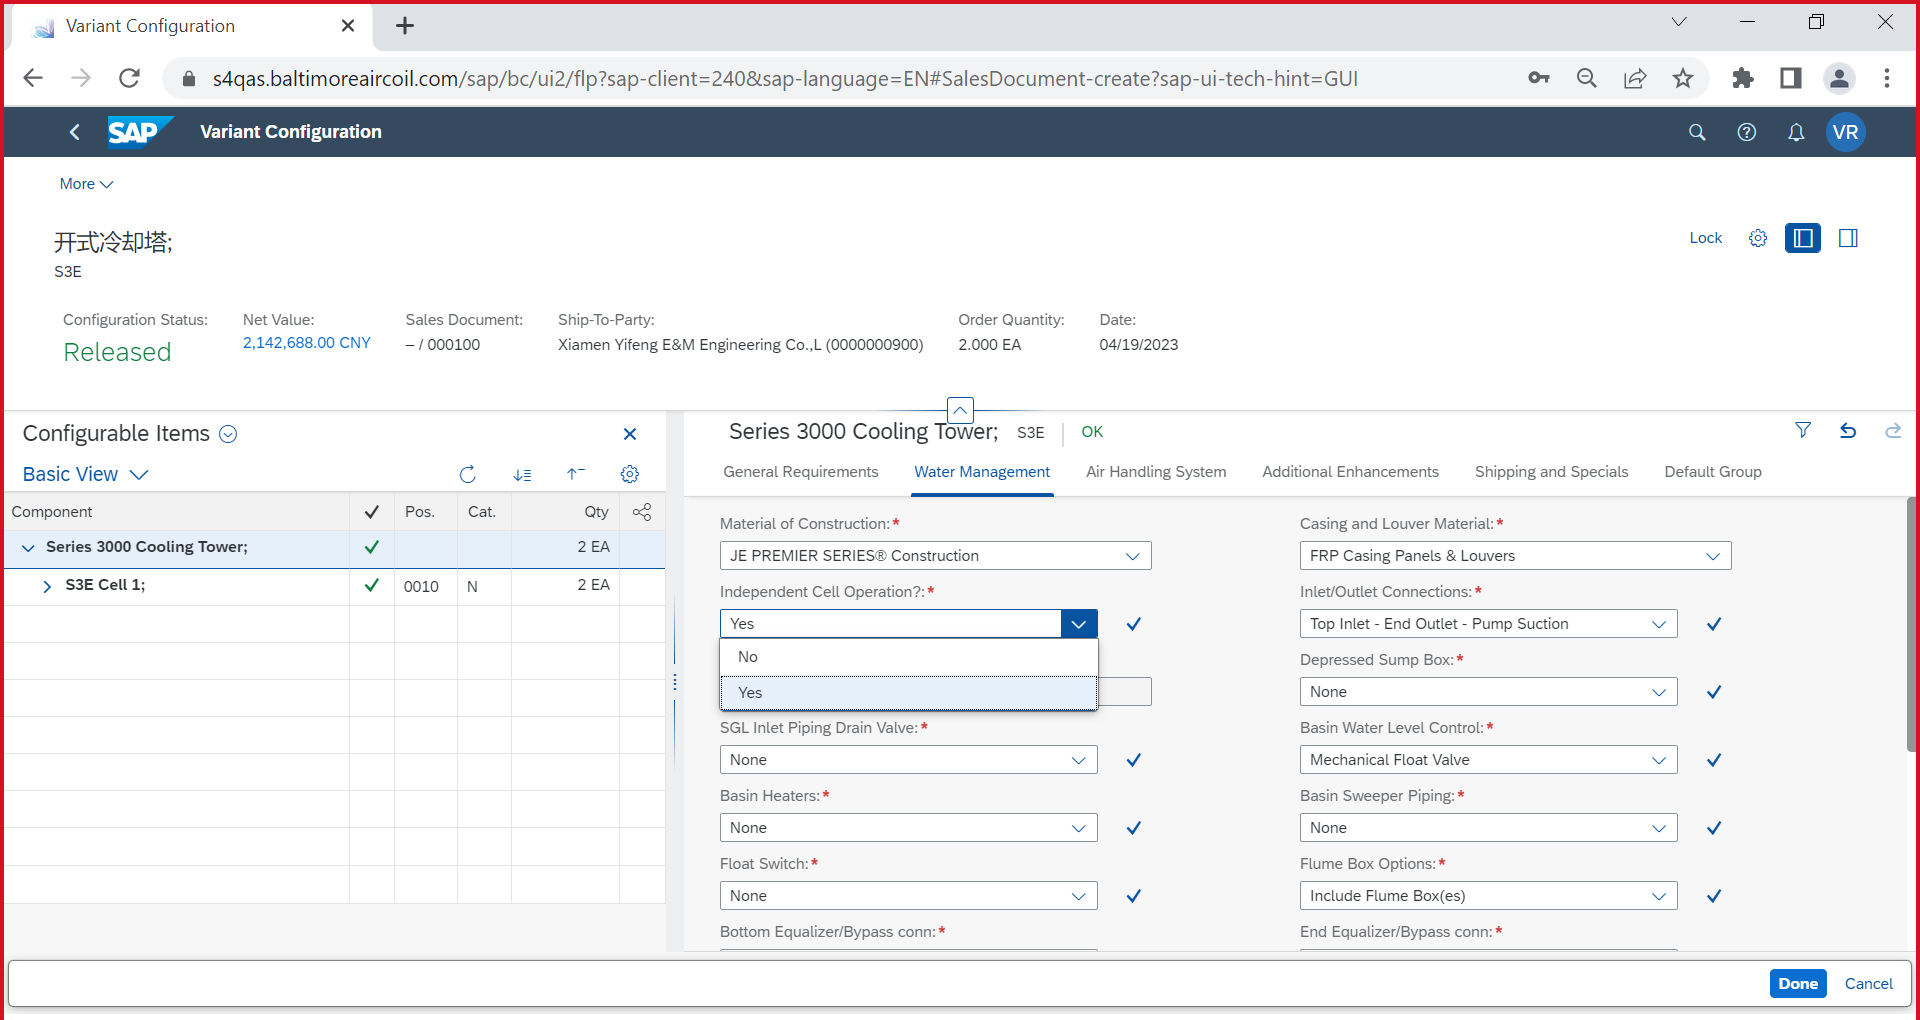 Variant Configuration
s4qas.baltimoreaircoil.com/sap/bc/ui2/flp?sap-client=240&sap-language=EN#SalesDocument-create?sap-ui-tech-hint=GUI
SAP Variant Configuration VR
More
开式冷却塔;
S3E
Lock
Configuration Status: Net Value: Sales Document: Ship-To-Party: Order Quantity: Date:
Released 2,142,688.00 CNY – / 000100 Xiamen Yifeng E&M Engineering Co.,L (0000000900) 2.000 EA 04/19/2023
Configurable Items
Basic View
Component Pos. Cat. Qty
Series 3000 Cooling Tower; 2 EA
S3E Cell 1; 0010 N 2 EA
Series 3000 Cooling Tower; S3E OK
General Requirements Water Management Air Handling System Additional Enhancements Shipping and Specials Default Group
Material of Construction:* Casing and Louver Material:*
JE PREMIER SERIES® Construction FRP Casing Panels & Louvers
Independent Cell Operation?:* Inlet/Outlet Connections:*
Yes Top Inlet - End Outlet - Pump Suction
No Depressed Sump Box:*
Yes None
SGL Inlet Piping Drain Valve:* Basin Water Level Control:*
None Mechanical Float Valve
Basin Heaters:* Basin Sweeper Piping:*
None None
Float Switch:* Flume Box Options:*
None Include Flume Box(es)
Bottom Equalizer/Bypass conn:* End Equalizer/Bypass conn:*
Done Cancel